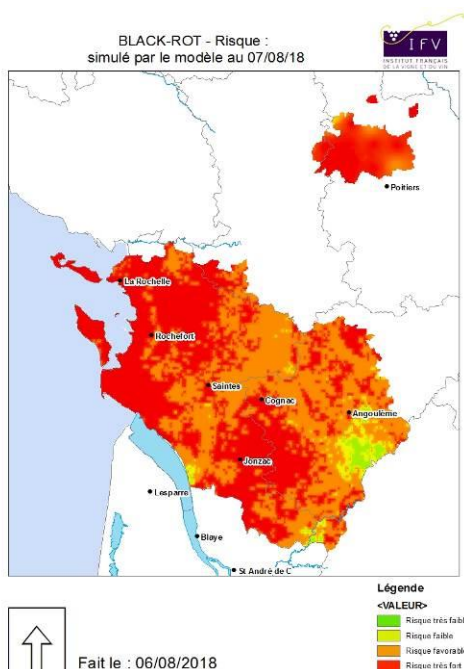 BLACK-ROT - Risque :
simulé par le modèle au 07/08/18
IFV
INSTITUT FRANÇAIS
DE LA VIGNE ET DU VIN
Poitiers
La Rochelle
Rochefort
Saintes
Cognac
Angoulême
Jonzac
Lesparre
Blaye
St André de C
Légende
<VALEUR>
Risque très faibl
Risque faible
Risque favorable
Risque très fort
Fait le : 06/08/2018